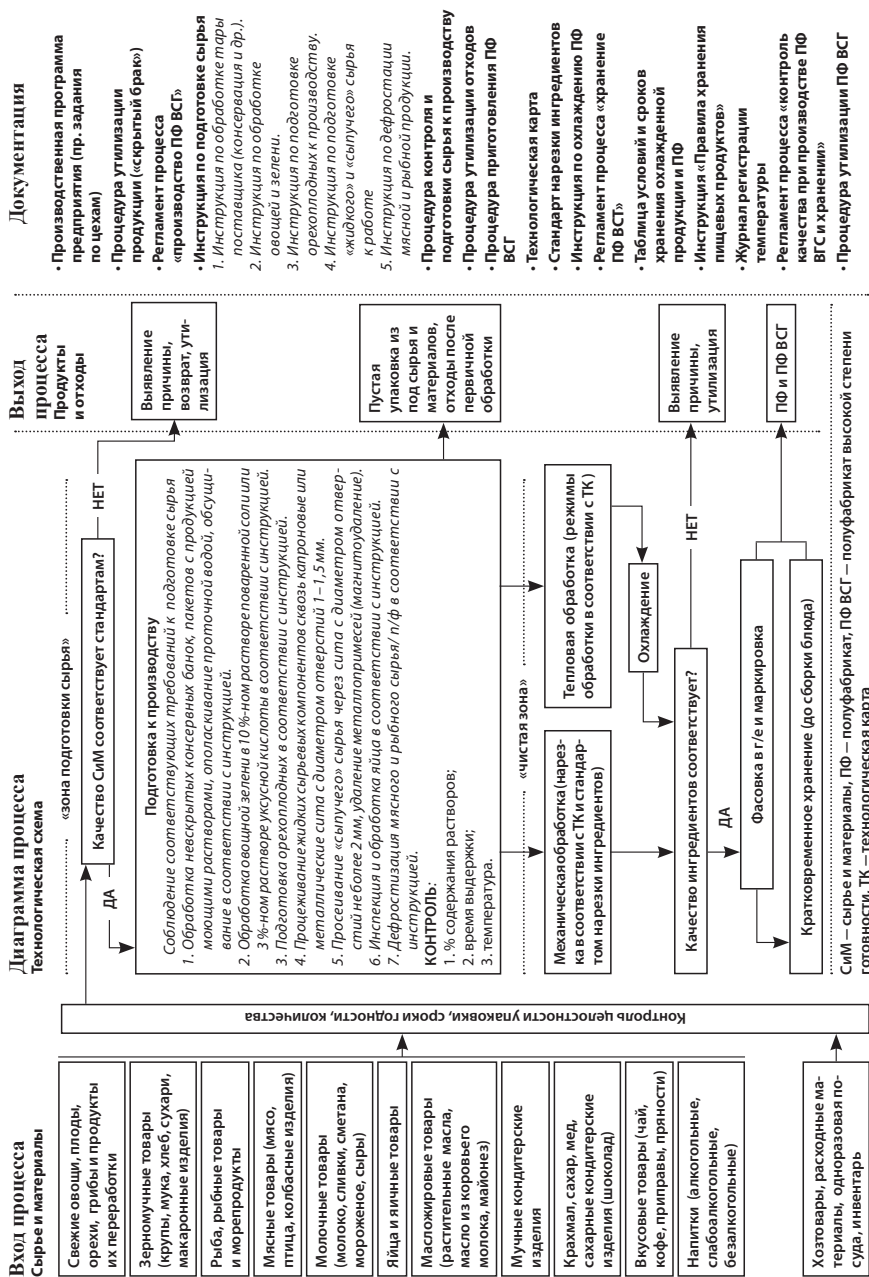 Вход процесса
Сырье и материалы
Свежие овощи, плоды,
орехи, грибы и продукты
их переработки
Зерномучные товары
(крупы, мука, хлеб, сухари,
макаронные изделия)
Рыба, рыбные товары
и морепродукты
Мясные товары (мясо,
птица, колбасные изделия)
Молочные товары
(молоко, сливки, сметана,
мороженое, сыры)
Яйца и яичные товары
Масложировые товары
(растительные масла,
масло из коровьего
молока, майонез)
Мучные кондитерские
изделия
Крахмал, сахар, мед,
сахарные кондитерские
изделия (шоколад)
Вкусовые товары (чай,
кофе, приправы, пряности)
Напитки (алкогольные,
слабоалкогольные,
безалкогольные)
Хозтовары, расходные ма-
териалы, одноразовая по-
суда, инвентарь
Контроль целостности упаковки, сроки годности, количества
Диаграмма процесса
Технологическая схема
«зона подготовки сырья»
Качество СиМ соответствует стандартам?
ДА
НЕТ
Подготовка к производству
Соблюдение соответствующих требований к подготовке сырья
1. Обработка невскрытых консервных банок, пакетов с продукцией
моющими растворами, ополаскивание проточной водой, обсуши-
вание в соответствии с инструкцией.
2. Обработка овощной зелени в 10 %-ном растворе поваренной соли или
3 %-ном растворе уксусной кислоты в соответствии с инструкцией.
3. Подготовка орехоплодных в соответствии с инструкцией.
4. Процеживание жидких сырьевых компонентов сквозь капроновые или
металлические сита с диаметром отверстий 1–1,5 мм.
5. Просеивание «сыпучего» сырья через сита с диаметром отвер-
стий не более 2 мм, удаление металлопримесей (магнитоудаление).
6. Инспекция и обработка яйца в соответствии с инструкцией.
7. Дефростизация мясного и рыбного сырья/ п/ф в соответствии с
инструкцией.
КОНТРОЛЬ:
1. % содержания растворов;
2. время выдержки;
3. температура.
«чистая зона»
Механическая обработка (нарез-
ка в соответствии с ТК и стандар-
том нарезки ингредиентов)
Тепловая обработка (режимы
обработки в соответствии с ТК)
Охлаждение
Качество ингредиентов соответствует?
ДА
НЕТ
Фасовка в г/е и маркировка
Кратковременное хранение (до сборки блюда)
СиМ — сырье и материалы, ПФ — полуфабрикат, ПФ ВСГ — полуфабрикат высокой степени
готовности, ТК — технологическая карта
Выход
процесса
Продукты
и отходы
Выявление
причины,
возврат, ути-
лизация
Пустая
упаковка из
под сырья и
материалов,
отходы после
первичной
обработки
Выявление
причины,
утилизация
ПФ и ПФ ВСГ
Документация
• Производственная программа
предприятия (пр. задания
по цехам)
• Процедура утилизации
продукции («скрытый брак»)
• Регламент процесса
«производство ПФ ВСГ»
• Инструкция по подготовке сырья
1. Инструкция по обработке тары
поставщика (консервация и др.).
2. Инструкция по обработке
овощей и зелени.
3. Инструкция по подготовке
орехоплодных к производству.
4. Инструкция по подготовке
«жидкого» и «сыпучего» сырья
к работе
5. Инструкция по дефростации
мясной и рыбной продукции.
• Процедура контроля и
подготовки сырья к производству
• Процедура утилизации отходов
• Процедура приготовления ПФ
ВСГ
• Технологическая карта
• Стандарт нарезки ингредиентов
• Инструкция по охлаждению ПФ
• Регламент процесса «хранение
ПФ ВСТ»
• Таблица условий и сроков
хранения охлажденной
продукции и ПФ
• Инструкция «Правила хранения
пищевых продуктов»
• Журнал регистрации
температуры
• Регламент процесса «контроль
качества при производстве ПФ
ВГС и хранении»
• Процедура утилизации ПФ ВСГ